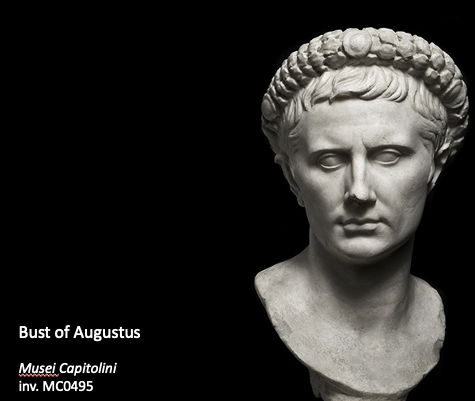 Bust of Augustus
Musei Capitolini
inv. MC0495